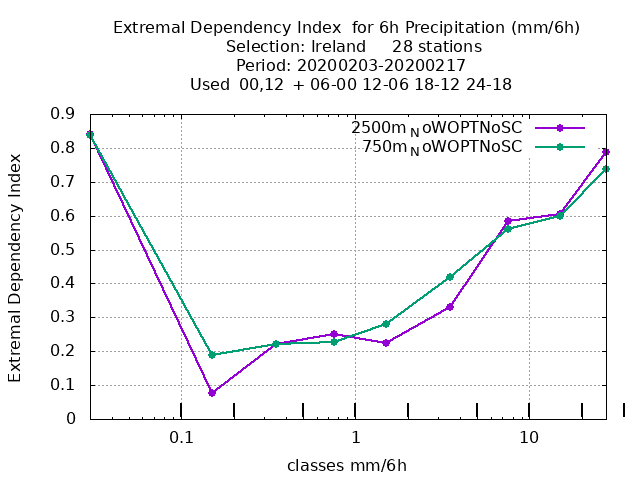 Extremal Dependency Index  for 6h Precipitation (mm/6h)
Selection: Ireland     28 stations
Period: 20200203-20200217
Used  00,12  + 06-00 12-06 18-12 24-18
2500m NoWOPTNoSC
750m NoWOPTNoSC
0.9
0.8
0.7
0.6
0.5
0.4
0.3
0.2
0.1
0
Extremal Dependency Index
0.1 1 10
classes mm/6h